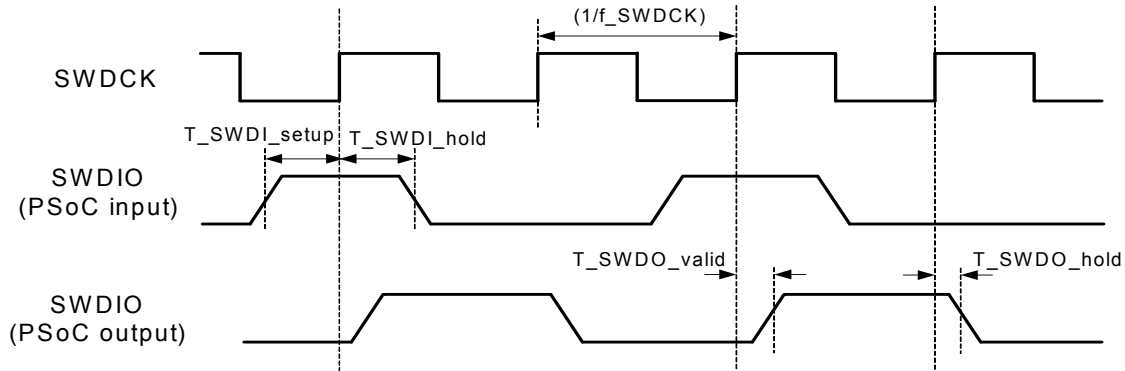 (1/f_SWDCK)
SWDCK
T_SWDI_setup
T_SWDI_hold
SWDIO
(PSoC input)
T_SWDO_valid
T_SWDO_hold
SWDIO
(PSoC output)